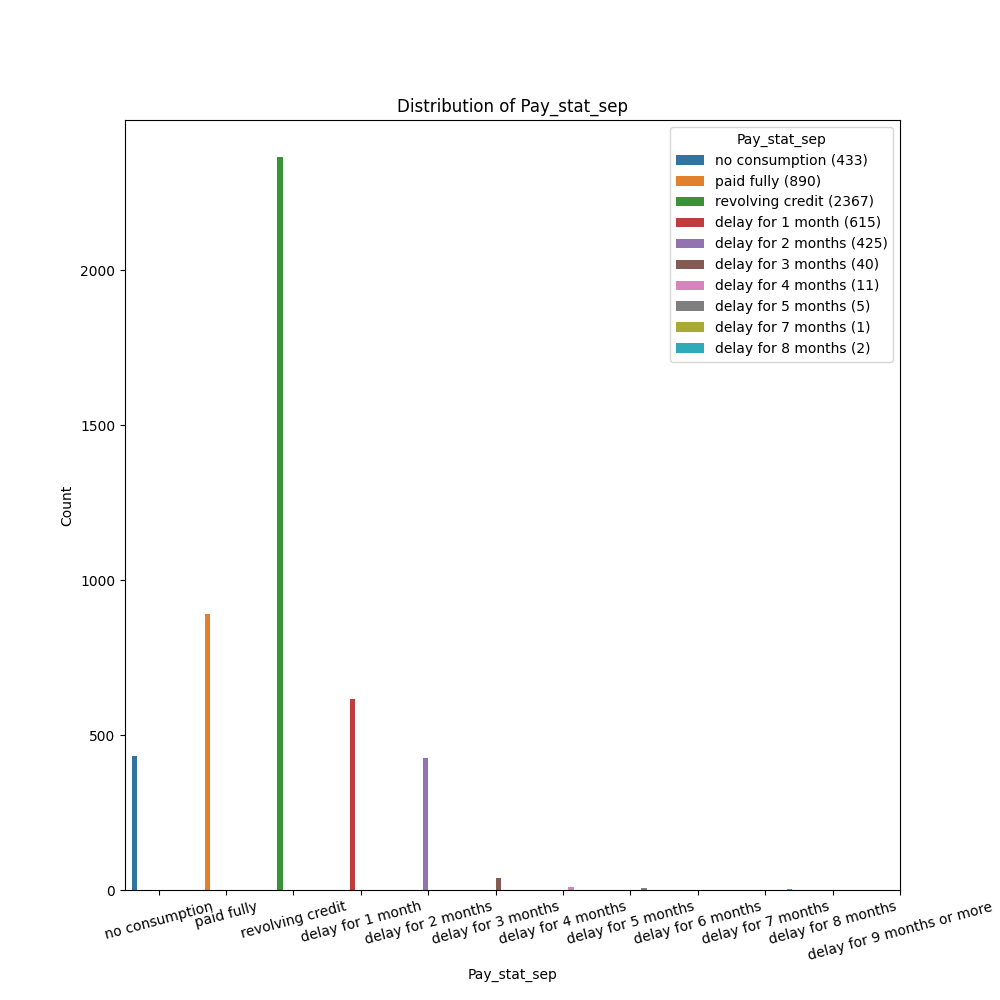 Distribution of Pay_stat_sep
Pay_stat_sep
no consumption (433)
paid fully (890)
revolving credit (2367)
delay for 1 month (615)
delay for 2 months (425)
delay for 3 months (40)
delay for 4 months (11)
delay for 5 months (5)
delay for 7 months (1)
delay for 8 months (2)
2000
1500
1000
500
0
Count
no consumption
paid fully
revolving credit
delay for 1 month
delay for 2 months
delay for 3 months
delay for 4 months
delay for 5 months
delay for 6 months
delay for 7 months
delay for 8 months
delay for 9 months or more
Pay_stat_sep